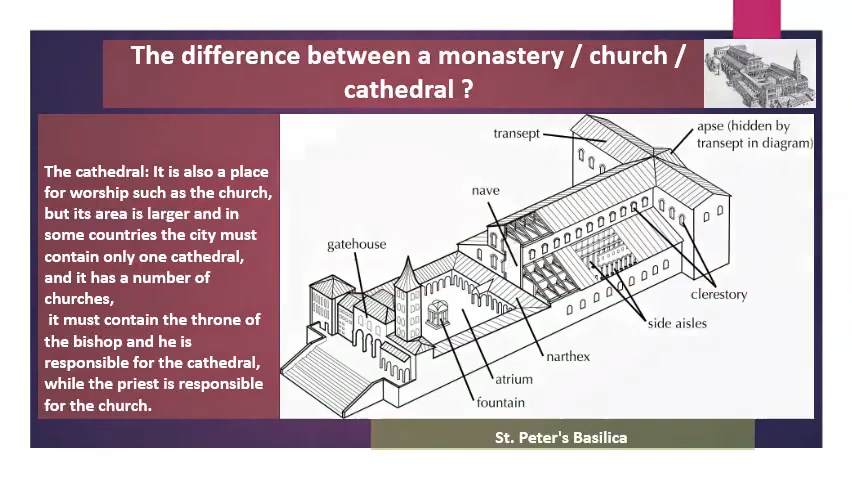 The difference between a monastery / church /
cathedral ?
The cathedral: It is also a place
for worship such as the church,
but its area is larger and in
some countries the city must
contain only one cathedral,
and it has a number of
churches,
it must contain the throne of
the bishop and he is
responsible for the cathedral,
while the priest is responsible
for the church.
transept
apse (hidden by
transept in diagram)
nave
gatehouse
clerestory
side aisles
narthex
atrium
fountain
St. Peter's Basilica